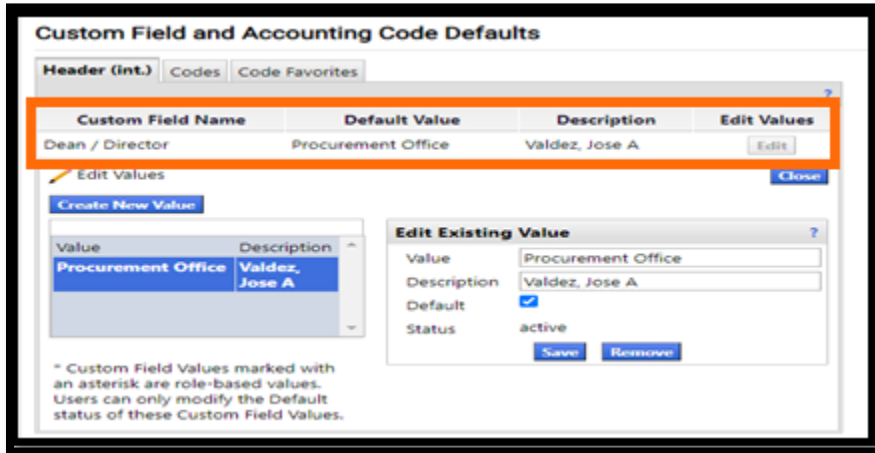 Custom Field and Accounting Code Defaults
Header (int.) Codes Code Favorites
?
Custom Field Name Default Value Description Edit Values
Dean / Director Procurement Office Valdez, Jose A Edit
Edit Values Close
Create New Value
Value Description
Procurement Office Valdez,
Jose A
* Custom Field Values marked with
an asterisk are role-based values.
Users can only modify the Default
status of these Custom Field Values.
Edit Existing Value ?
Value Procurement Office
Description Valdez, Jose A
Default
Status active
Save Remove